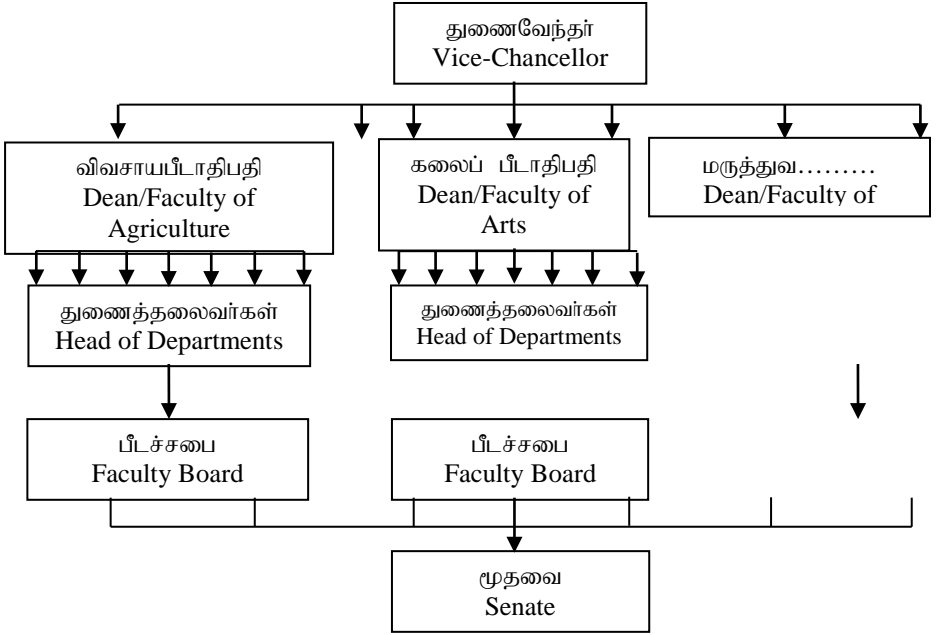 துணைவேந்தர்
Vice-Chancellor
விவசாயபீடாதிபதி
Dean/Faculty of
Agriculture
கலைப் பீடாதிபதி
Dean/Faculty of
Arts
மருத்துவ.........
Dean/Faculty of
துணைத்தலைவர்கள்
Head of Departments
துணைத்தலைவர்கள்
Head of Departments
பீடச்சபை
Faculty Board
பீடச்சபை
Faculty Board
மூதவை
Senate